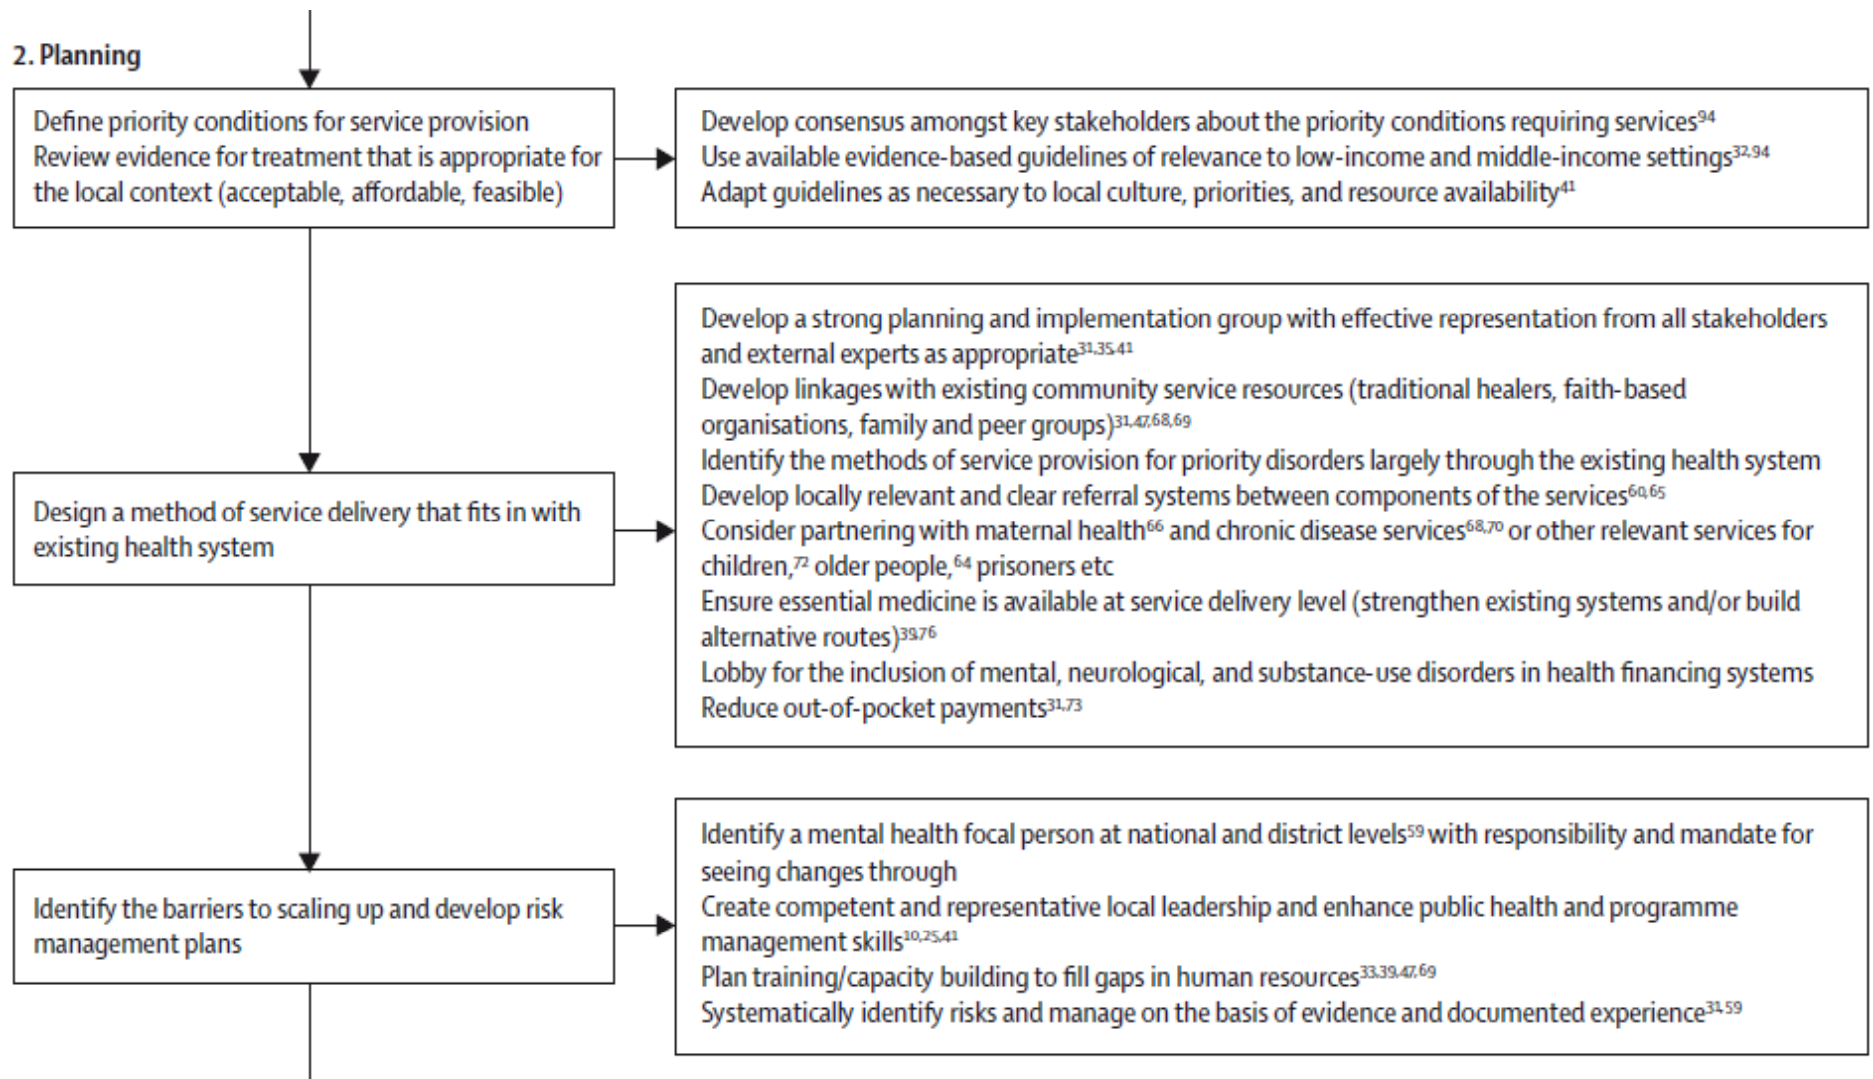 2. Planning
Define priority conditions for service provision
Review evidence for treatment that is appropriate for
the local context (acceptable, affordable, feasible)
Develop consensus amongst key stakeholders about the priority conditions requiring services94
Use available evidence-based guidelines of relevance to low-income and middle-income settings32,94
Adapt guidelines as necessary to local culture, priorities, and resource availability41
Design a method of service delivery that fits in with
existing health system
Develop a strong planning and implementation group with effective representation from all stakeholders
and external experts as appropriate31,35,41
Develop linkages with existing community service resources (traditional healers, faith-based
organisations, family and peer groups)31,47,68,69
Identify the methods of service provision for priority disorders largely through the existing health system
Develop locally relevant and clear referral systems between components of the services60,65
Consider partnering with maternal health66 and chronic disease services68,70 or other relevant services for
children,72 older people,64 prisoners etc
Ensure essential medicine is available at service delivery level (strengthen existing systems and/or build
alternative routes)39,76
Lobby for the inclusion of mental, neurological, and substance-use disorders in health financing systems
Reduce out-of-pocket payments31,73
Identify the barriers to scaling up and develop risk
management plans
Identify a mental health focal person at national and district levels59 with responsibility and mandate for
seeing changes through
Create competent and representative local leadership and enhance public health and programme
management skills10,25,41
Plan training/capacity building to fill gaps in human resources33,39,47,69
Systematically identify risks and manage on the basis of evidence and documented experience31,59